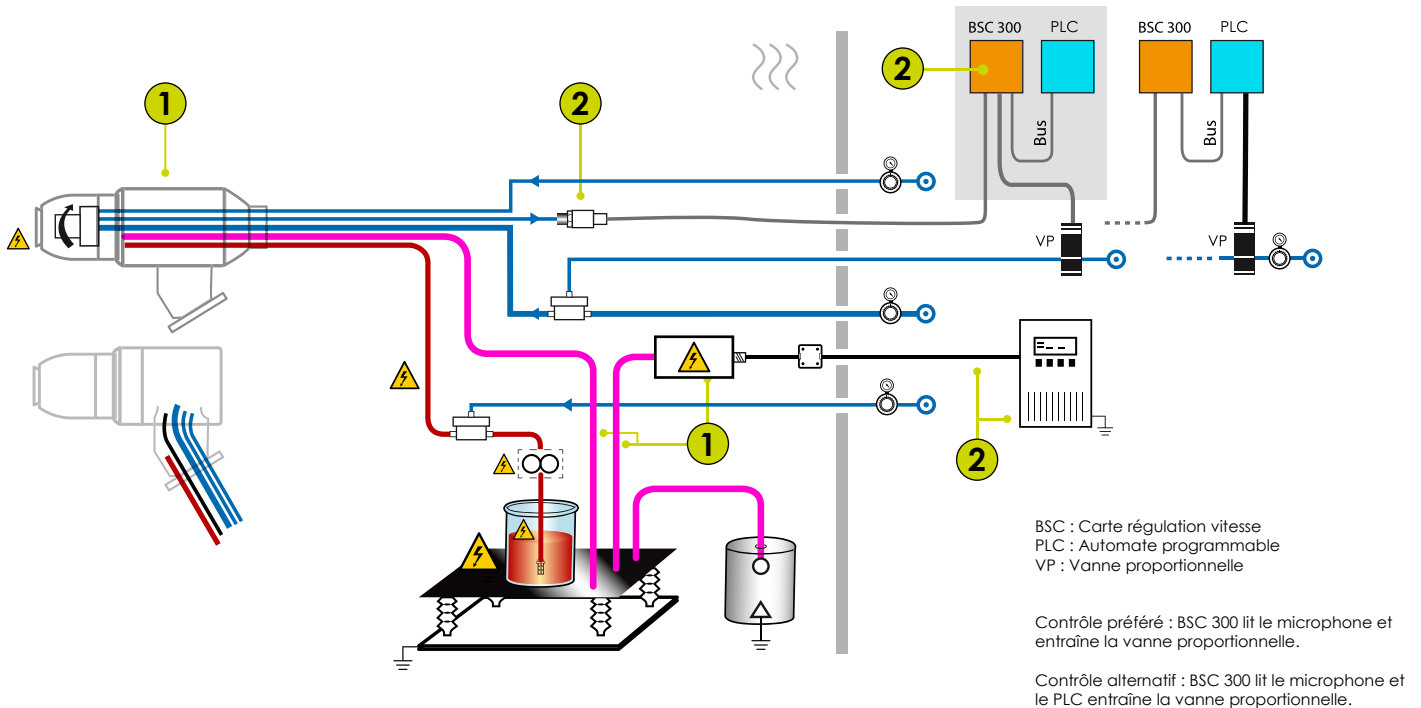 BSC 300
PLC
BSC 300
PLC
2
1
2
Bus
Bus
VP
VP
1
2
BSC : Carte régulation vitesse
PLC : Automate programmable
VP : Vanne proportionnelle
Contrôle préféré : BSC 300 lit le microphone et
entraîne la vanne proportionnelle.
Contrôle alternatif : BSC 300 lit le microphone et
le PLC entraîne la vanne proportionnelle.